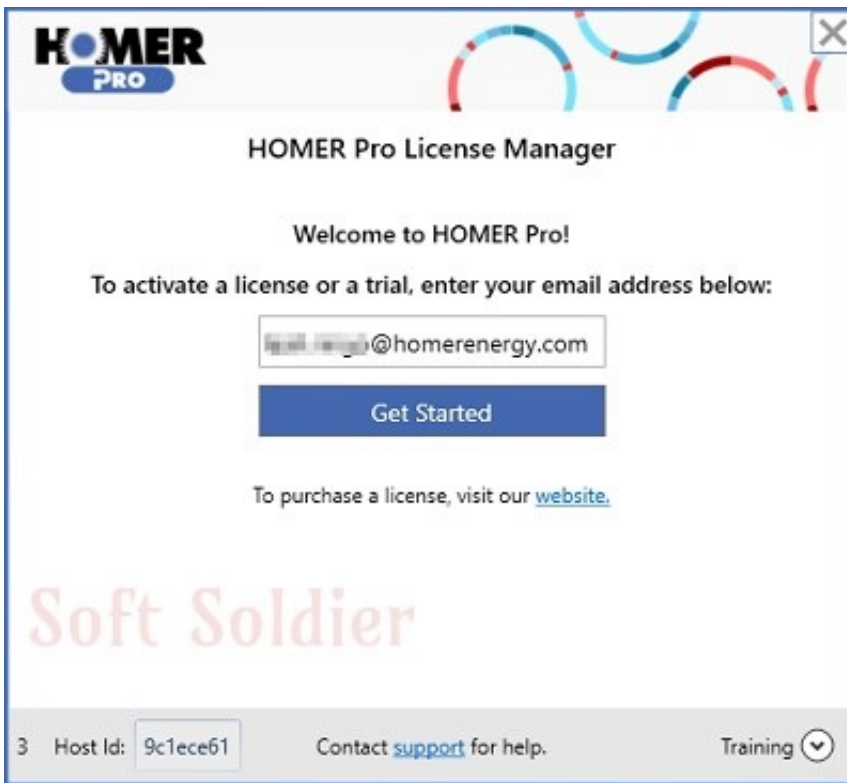 HOMER
PRO
HOMER Pro License Manager
Welcome to HOMER Pro!
To activate a license or a trial, enter your email address below:
@homerenergy.com
Get Started
To purchase a license, visit our website.
Soft Soldier
3 Host Id: 9c1ece61 Contact support for help. Training